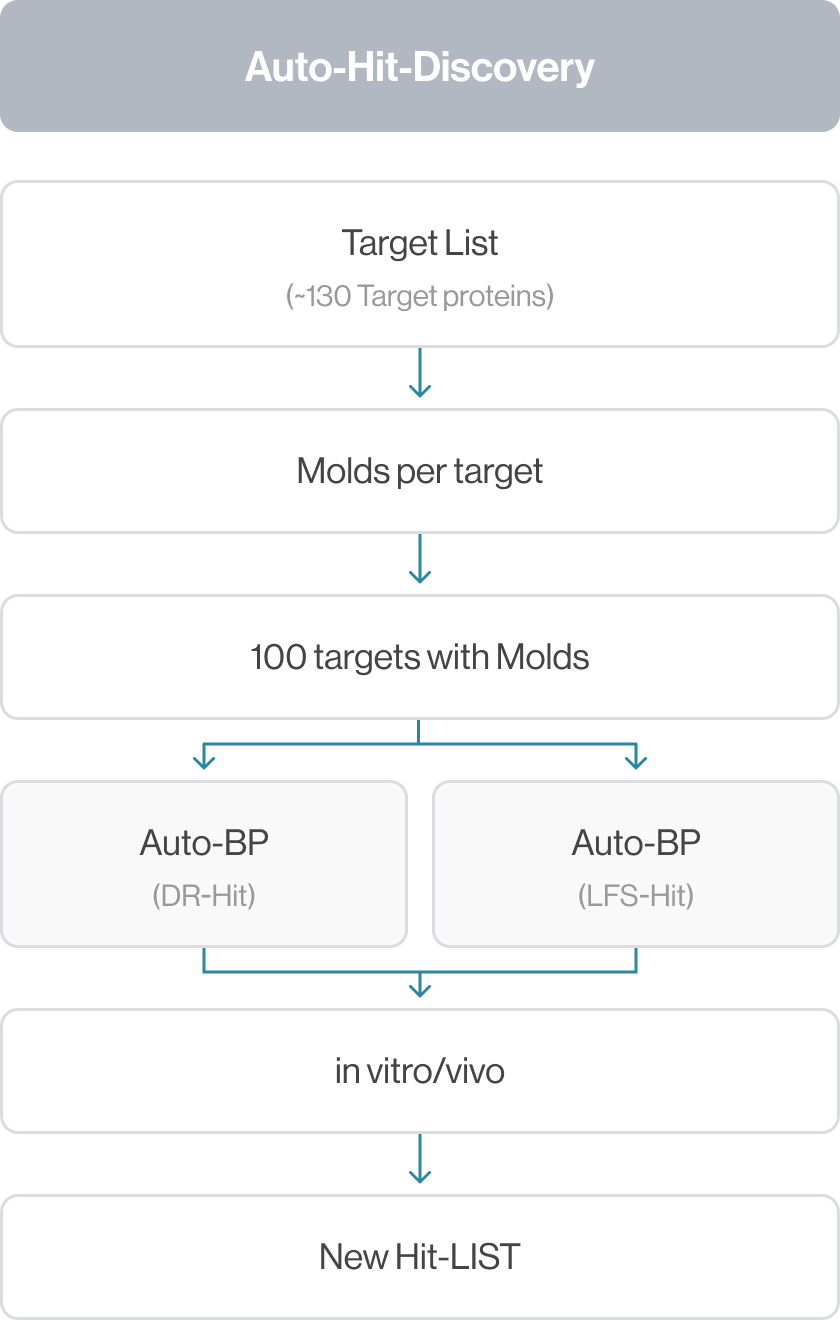 Auto-Hit-Discovery
Target List
(~130 Target proteins)
Molds per target
100 targets with Molds
Auto-BP
(DR-Hit)
Auto-BP
(LFS-Hit)
in vitro/vivo
New Hit-LIST